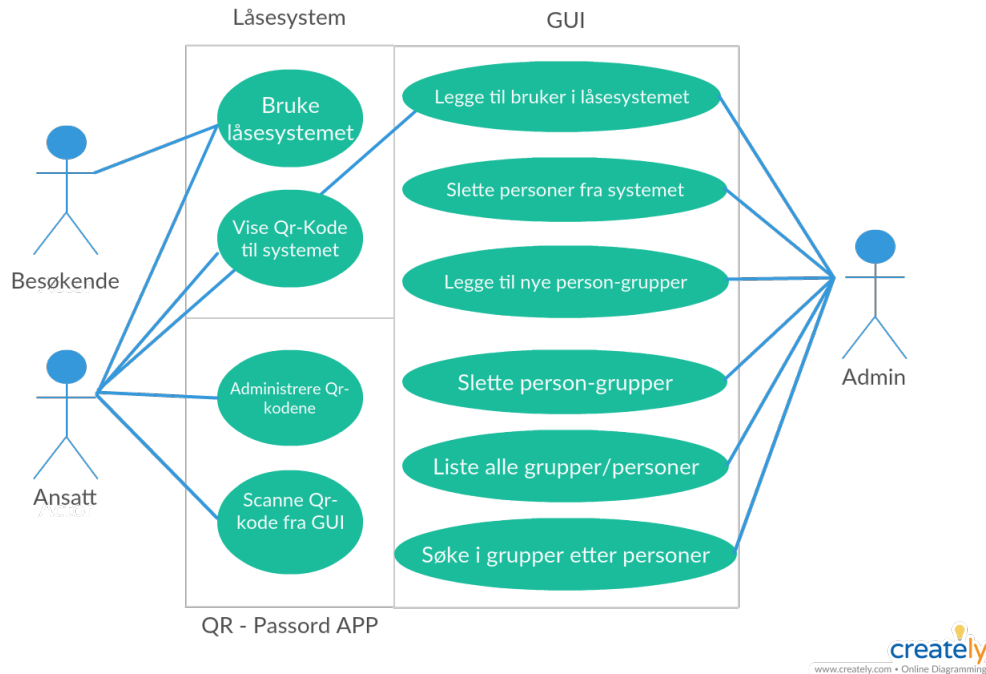 Låsesystem
GUI
Bruke
låsesystemet
Vise Qr-Kode
til systemet
Administrere Qr-
kodene
Scanne Qr-
kode fra GUI
Legge til bruker i låsesystemet
Slette personer fra systemet
Legge til nye person-grupper
Slette person-grupper
Liste alle grupper/personer
Søke i grupper etter personer
Besøkende
Ansatt
Admin
QR - Passord APP
creately
www.creately.com • Online Diagramming